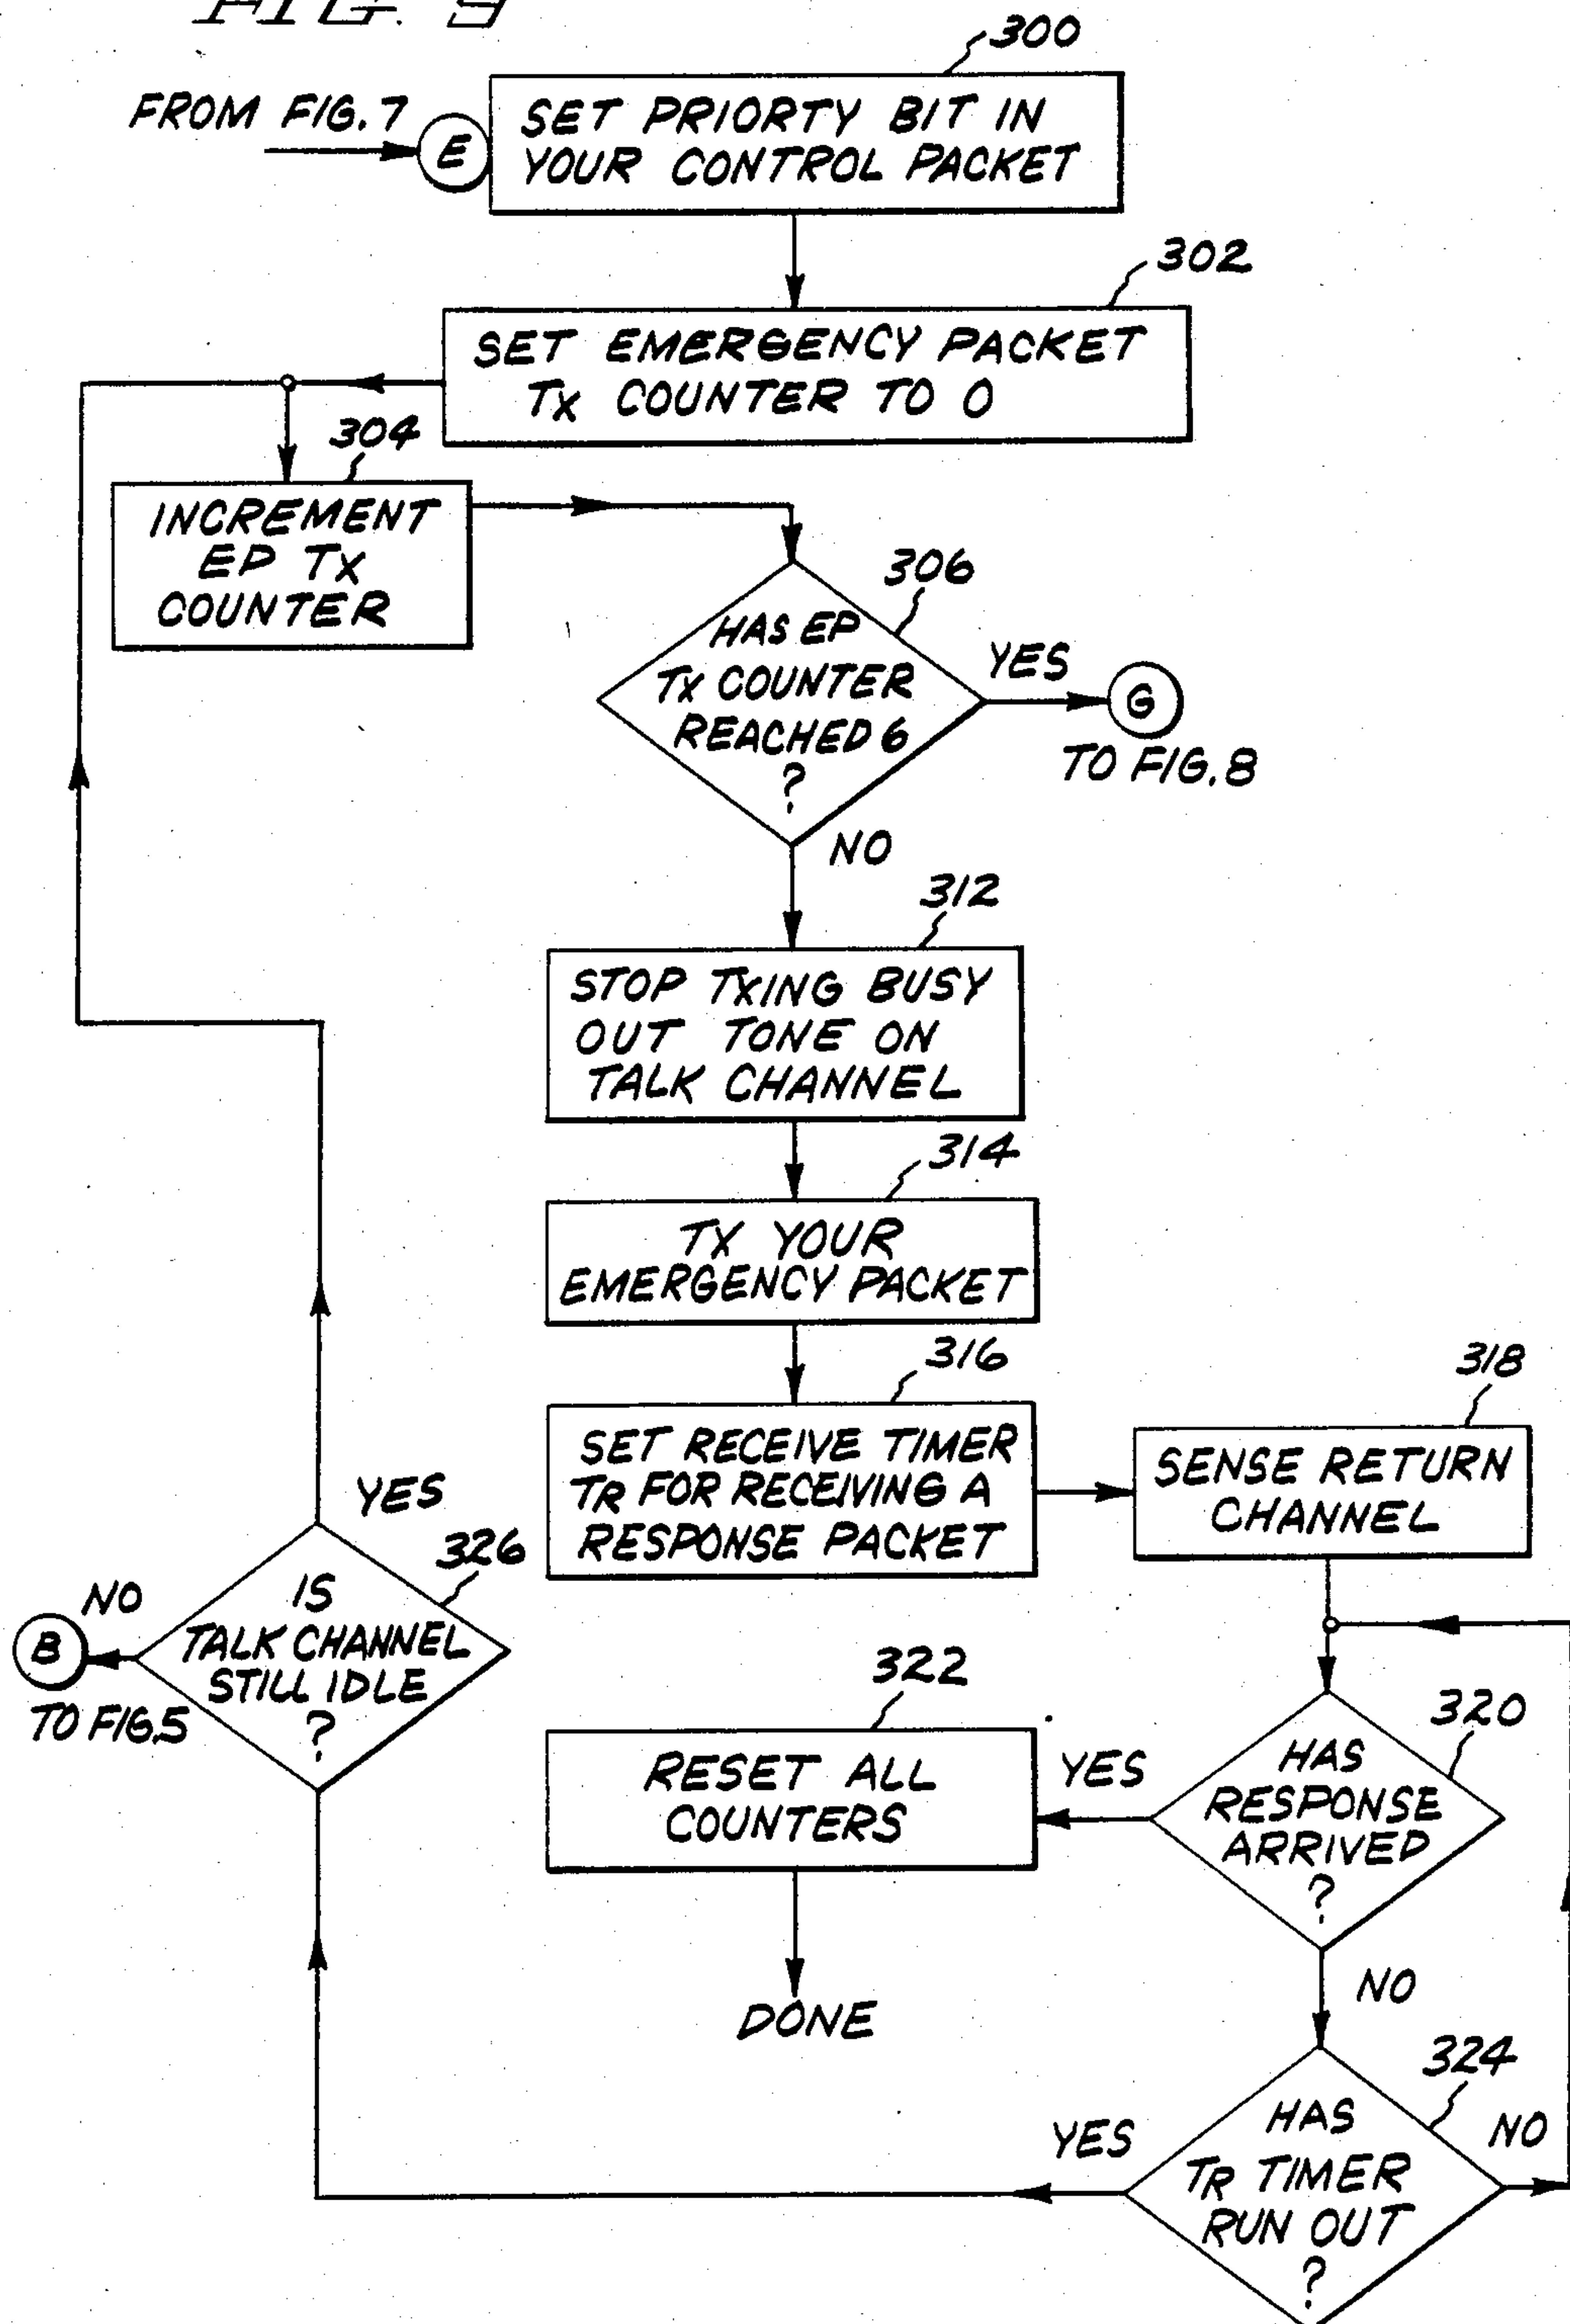 FIG. 9
300
FROM FIG. 7
E
SET PRIORTY BIT IN
YOUR CONTROL PACKET
302
SET EMERGENCY PACKET
TX COUNTER TO 0
304
INCREMENT
EP TX
COUNTER
306
HAS EP
TX COUNTER
REACHED 6
?
YES
G
TO FIG. 8
NO
312
STOP TXING BUSY
OUT TONE ON
TALK CHANNEL
314
TX YOUR
EMERGENCY PACKET
316
SET RECEIVE TIMER
TR FOR RECEIVING A
RESPONSE PACKET
318
SENSE RETURN
CHANNEL
YES
326
IS
TALK CHANNEL
STILL IDLE
?
NO
B
TO FIG.5
320
HAS
RESPONSE
ARRIVED
?
YES
322
RESET ALL
COUNTERS
DONE
NO
324
HAS
TR TIMER
RUN OUT
?
YES
NO